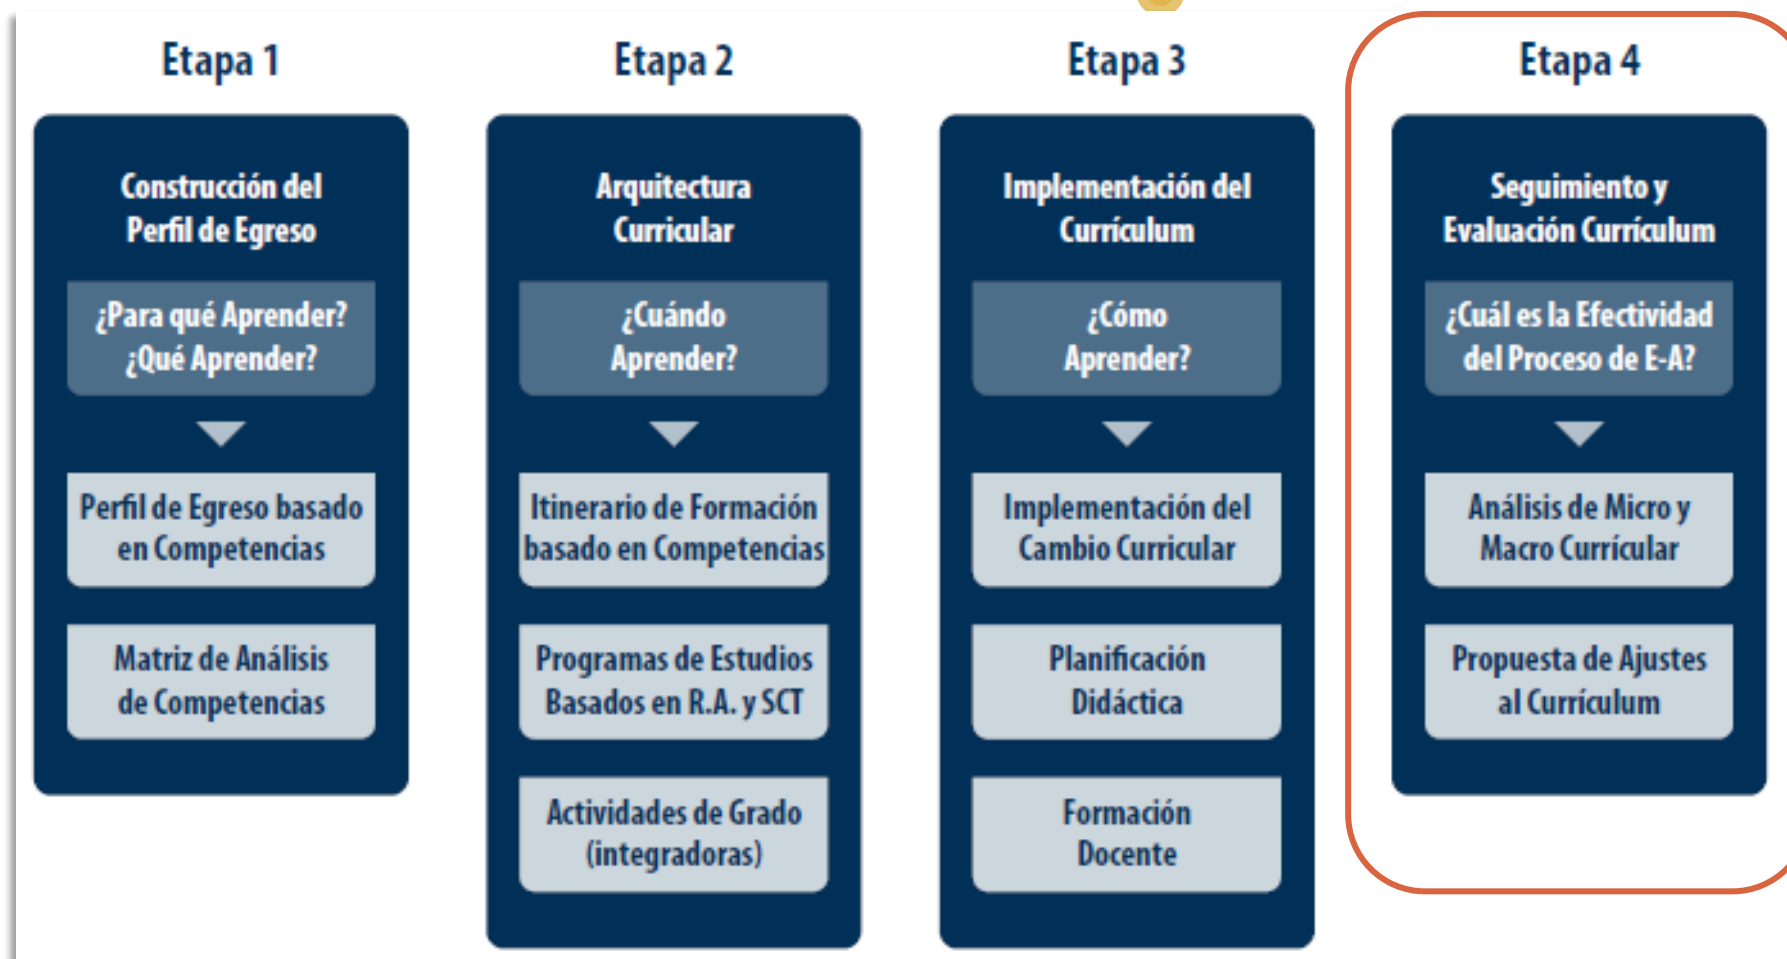 Etapa 1
Construcción del
Perfil de Egreso
¿Para qué Aprender?
¿Qué Aprender?
Perfil de Egreso basado
en Competencias
Matriz de Análisis
de Competencias
Etapa 2
Arquitectura
Curricular
¿Cuándo
Aprender?
Itinerario de Formación
basado en Competencias
Programas de Estudios
Basados en R.A. y SCT
Actividades de Grado
(integradoras)
Etapa 3
Implementación del
Currículum
¿Cómo
Aprender?
Implementación del
Cambio Curricular
Planificación
Didáctica
Formación
Docente
Etapa 4
Seguimiento y
Evaluación Currículum
¿Cuál es la Efectividad
del Proceso de E-A?
Análisis de Micro y
Macro Currícular
Propuesta de Ajustes
al Currículum